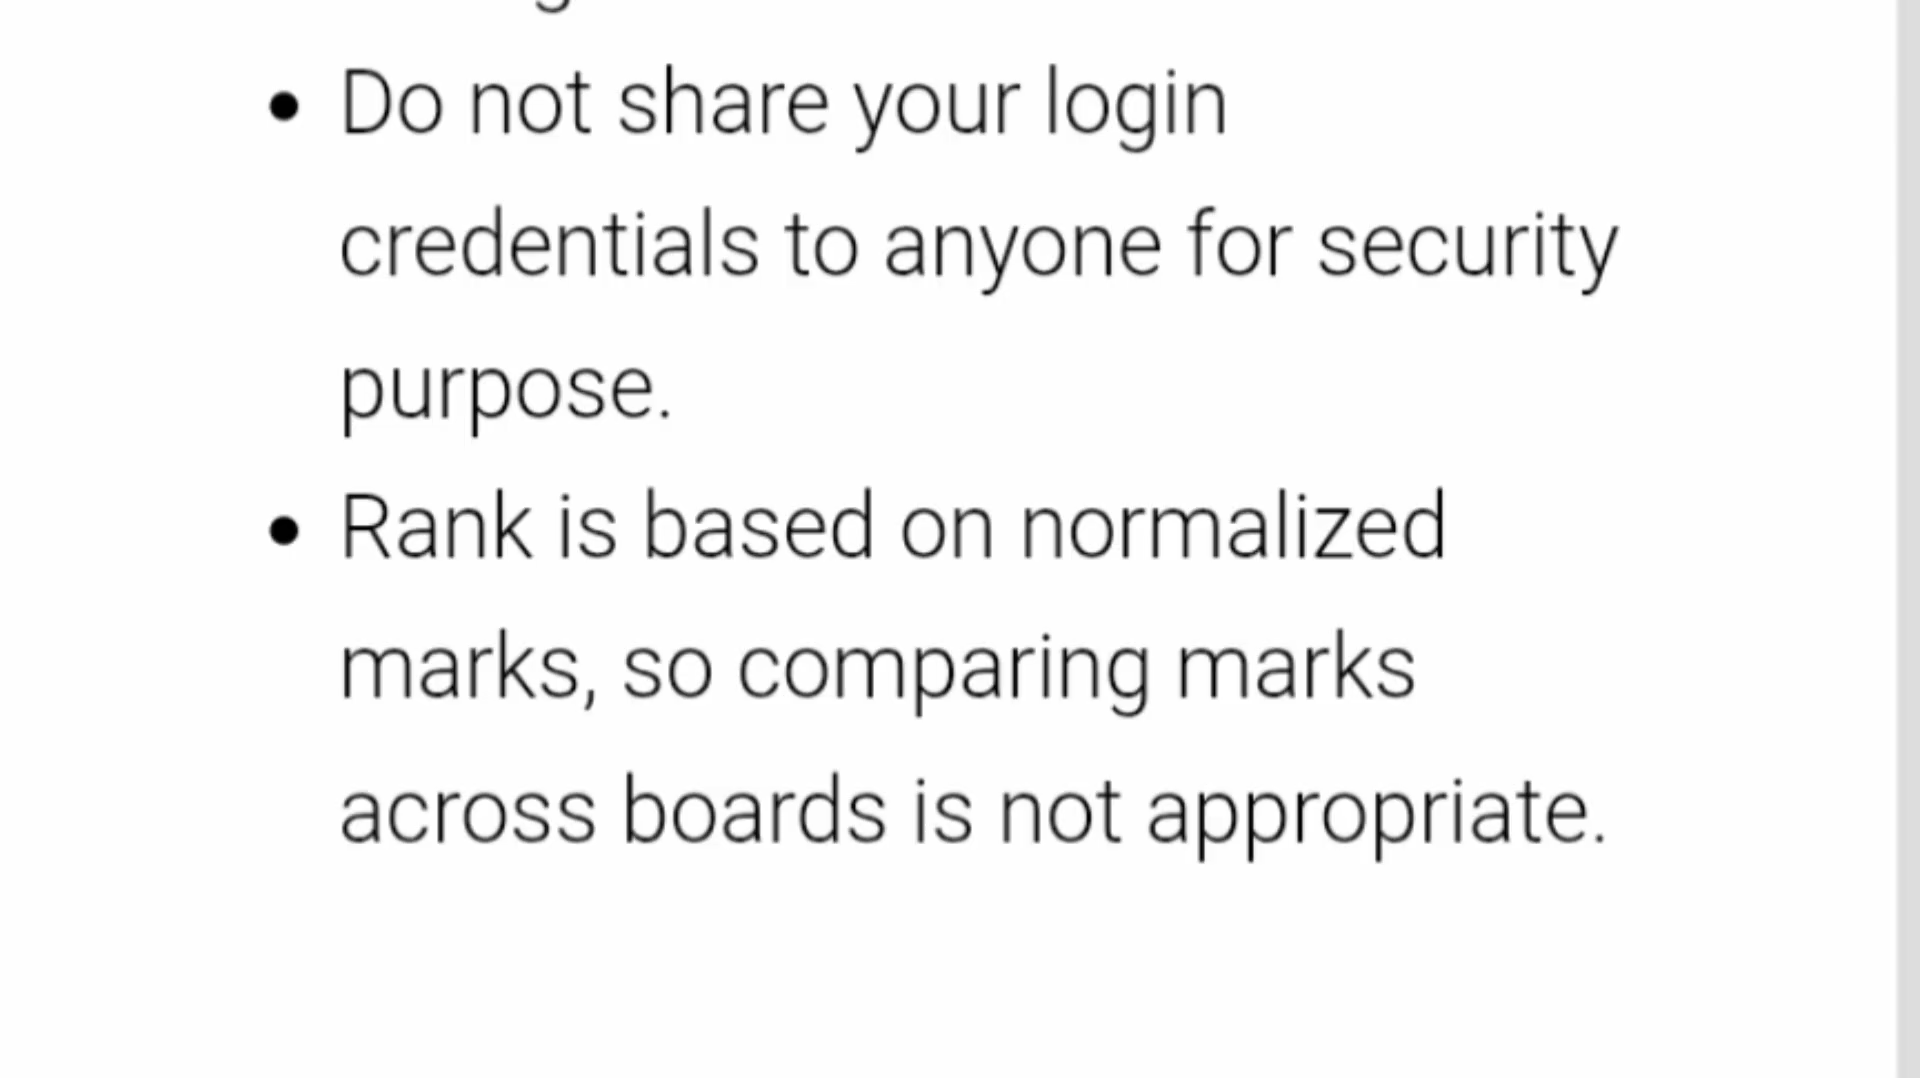 • Do not share your login
credentials to anyone for security
purpose.
• Rank is based on normalized
marks, so comparing marks
across boards is not appropriate.